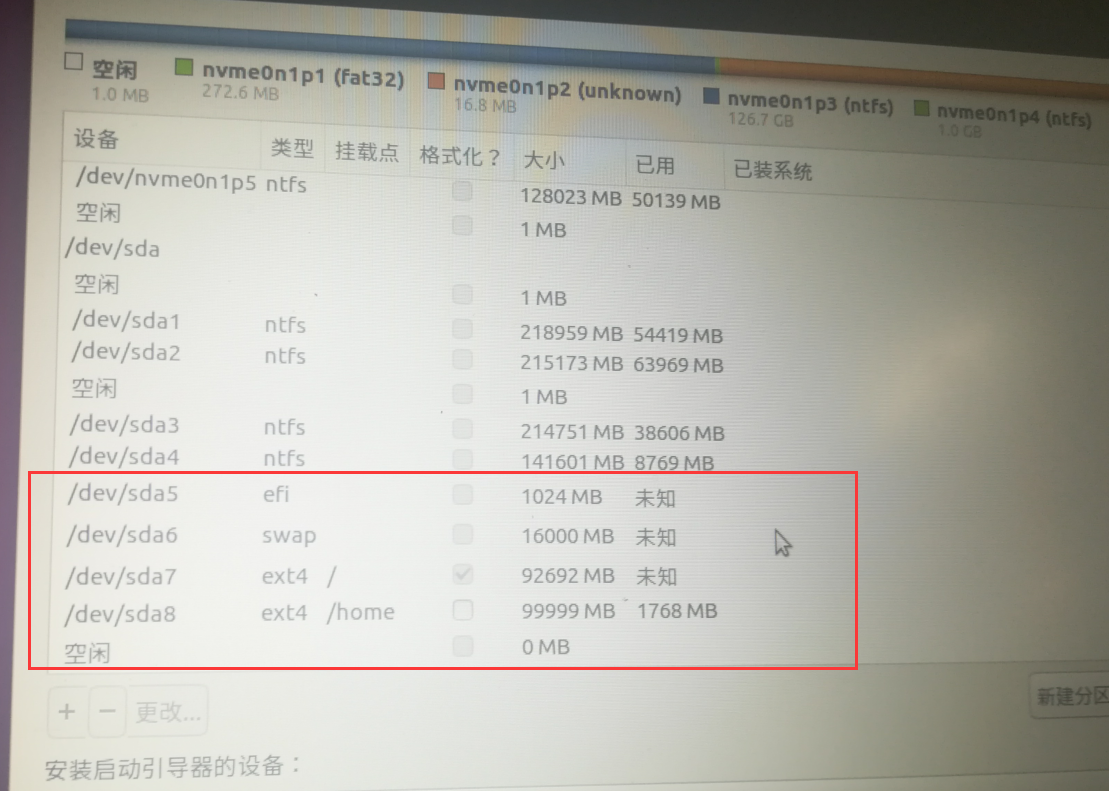 空闲 nvme0n1p1 (fat32) nvme0n1p2 (unknown) nvme0n1p3 (ntfs) nvme0n1p4 (ntfs)
1.0 MB 272.6 MB 16.8 MB 126.7 GB 1.0 GB
设备 类型 挂载点 格式化？ 大小 已用 已装系统
/dev/nvme0n1p5 ntfs 128023 MB 50139 MB
空闲 1 MB
/dev/sda
空闲 1 MB
/dev/sda1 ntfs 218959 MB 54419 MB
/dev/sda2 ntfs 215173 MB 63969 MB
空闲 1 MB
/dev/sda3 ntfs 214751 MB 38606 MB
/dev/sda4 ntfs 141601 MB 8769 MB
/dev/sda5 efi 1024 MB 未知
/dev/sda6 swap 16000 MB 未知
/dev/sda7 ext4 / 92692 MB 未知
/dev/sda8 ext4 /home 99999 MB 1768 MB
空闲 0 MB
+ − 更改... 新建分区
安装启动引导器的设备：